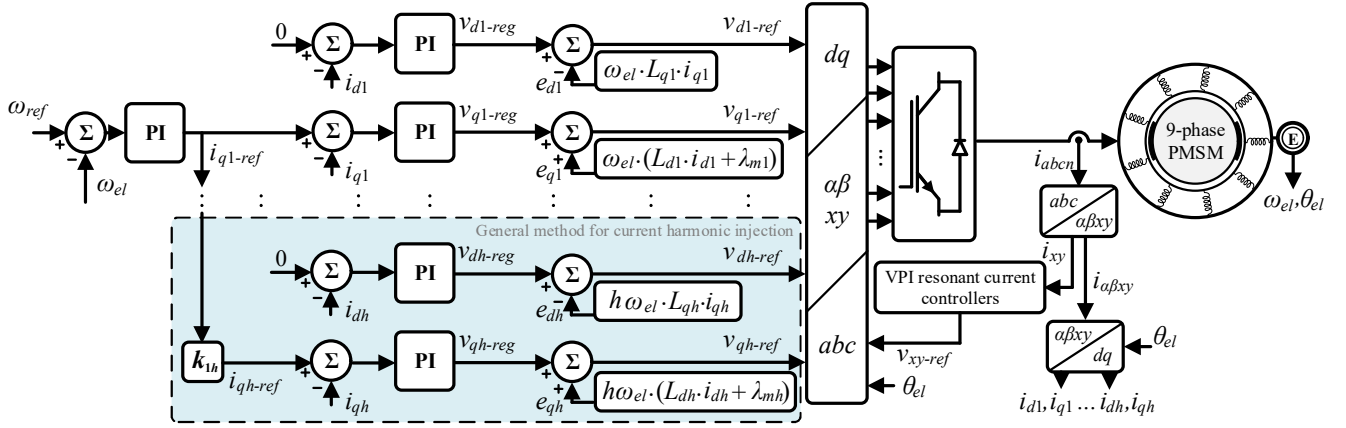 0 Σ PI v_{d1-reg} Σ v_{d1-ref}
+ − i_{d1} + − e_{d1} ω_{el}·L_{q1}·i_{q1}
ω_{ref} Σ PI Σ PI v_{q1-reg} Σ v_{q1-ref}
+ − ω_{el} i_{q1-ref} + − i_{q1} + + e_{q1} ω_{el}·(L_{d1}·i_{d1} + λ_{m1})
General method for current harmonic injection
0 Σ PI v_{dh-reg} Σ v_{dh-ref}
+ − i_{dh} + − e_{dh} hω_{el}·L_{qh}·i_{qh}
k_{1h} i_{qh-ref} Σ PI v_{qh-reg} Σ v_{qh-ref}
+ − i_{qh} + + e_{qh} hω_{el}·(L_{dh}·i_{dh} + λ_{mh})
dq
αβ
xy
abc
θ_{el}
9-phase
PMSM
E
ω_{el},θ_{el}
i_{abcn}
abc
αβxy
i_{xy}
i_{αβxy}
VPI resonant current
controllers
v_{xy-ref}
αβxy
dq
θ_{el}
i_{d1},i_{q1} ... i_{dh},i_{qh}